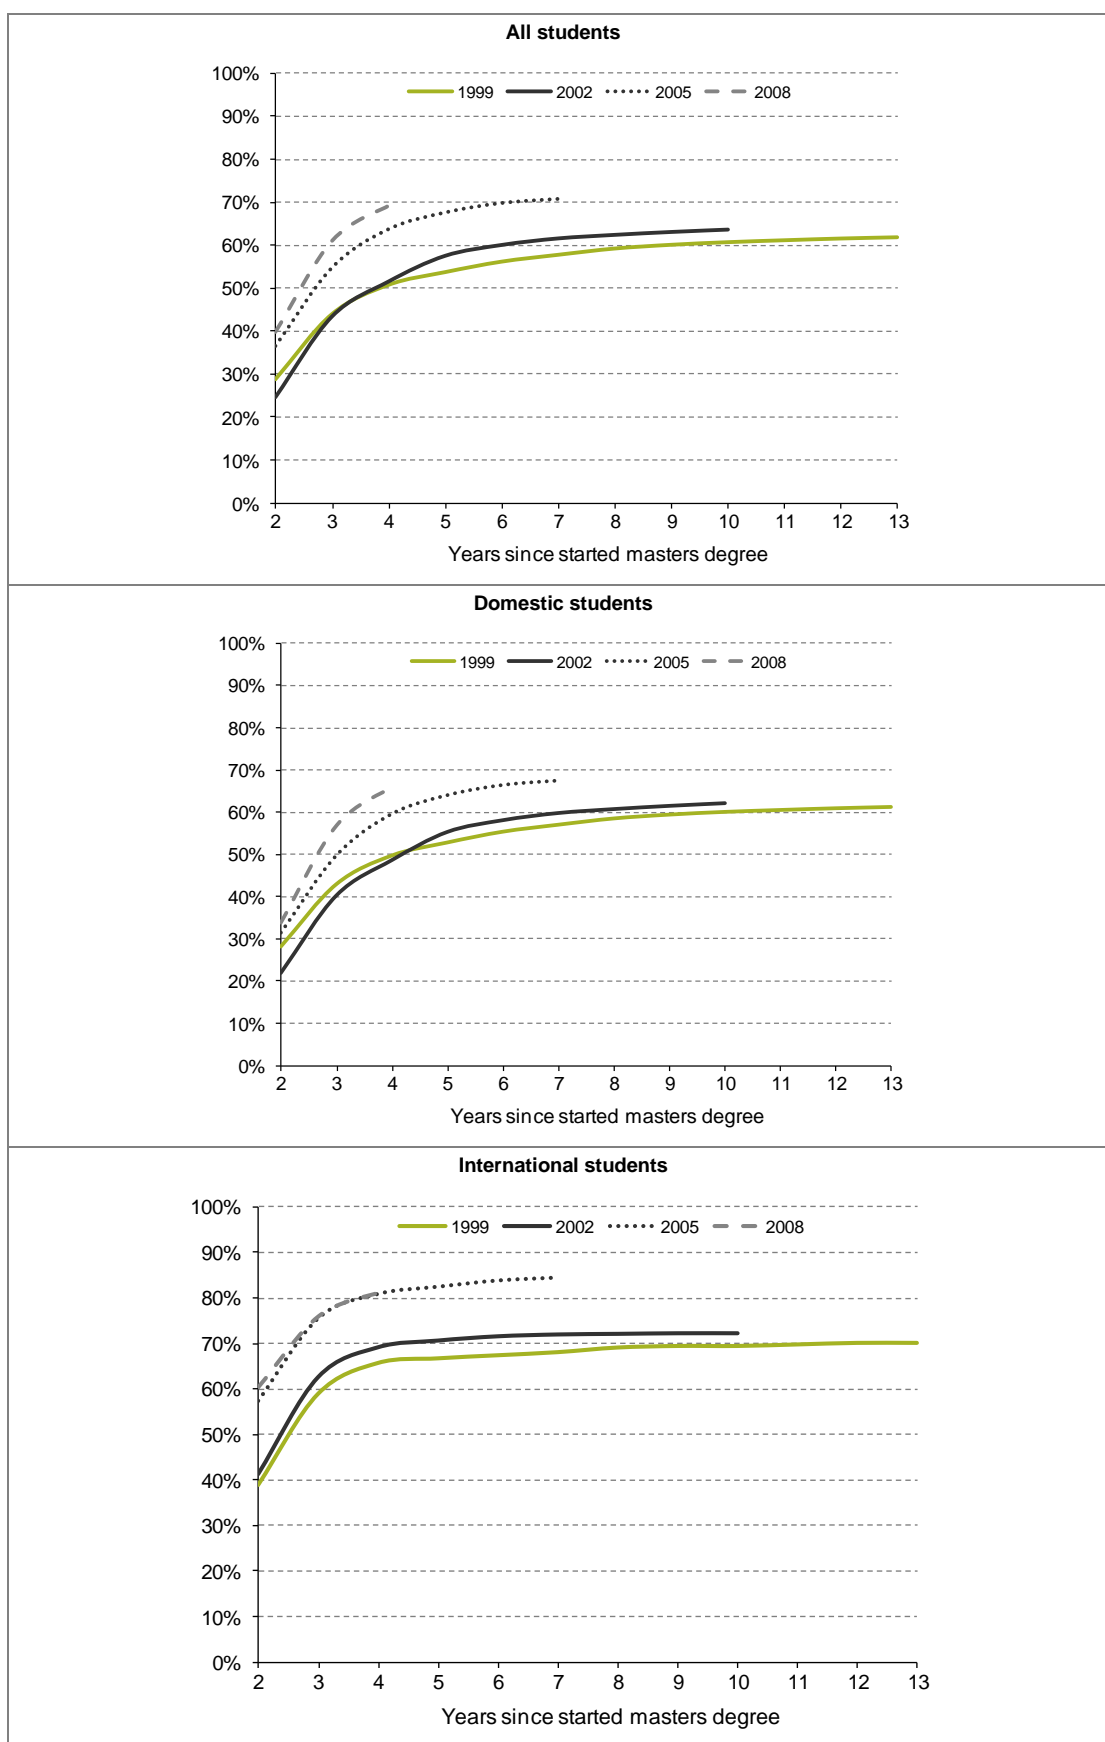 All students
1999 2002 2005 2008
100%
90%
80%
70%
60%
50%
40%
30%
20%
10%
0%
2 3 4 5 6 7 8 9 10 11 12 13
Years since started masters degree
Domestic students
1999 2002 2005 2008
100%
90%
80%
70%
60%
50%
40%
30%
20%
10%
0%
2 3 4 5 6 7 8 9 10 11 12 13
Years since started masters degree
International students
1999 2002 2005 2008
100%
90%
80%
70%
60%
50%
40%
30%
20%
10%
0%
2 3 4 5 6 7 8 9 10 11 12 13
Years since started masters degree